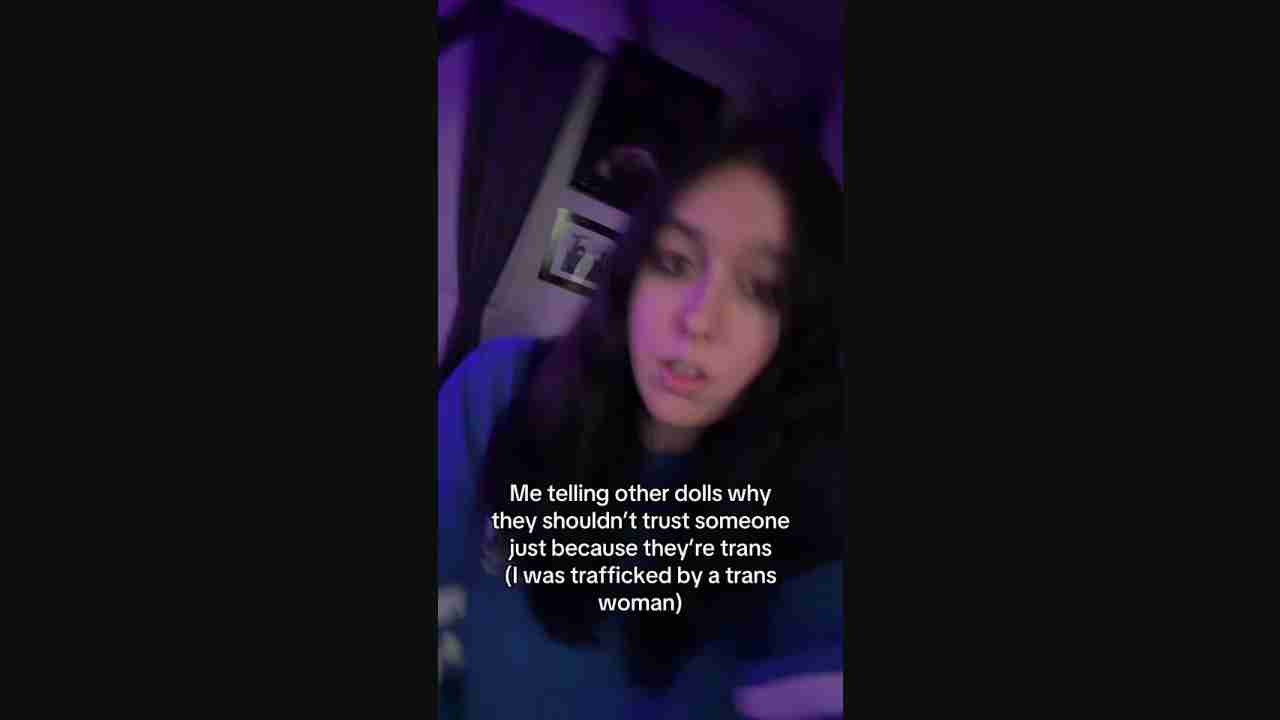 Me telling other dolls why
they shouldn’t trust someone
just because they’re trans
(I was trafficked by a trans
woman)